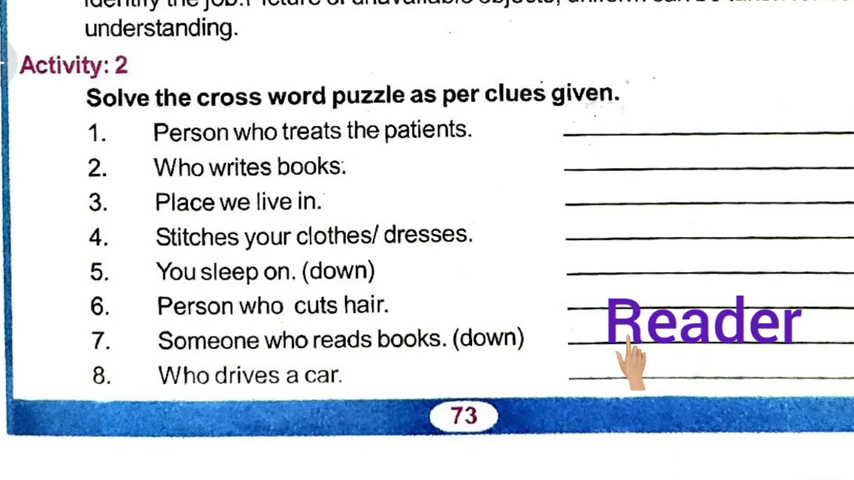 understanding.
Activity: 2
Solve the cross word puzzle as per clues given.
1. Person who treats the patients.
2. Who writes books.
3. Place we live in.
4. Stitches your clothes/ dresses.
5. You sleep on. (down)
6. Person who cuts hair.
7. Someone who reads books. (down) Reader
8. Who drives a car.
73